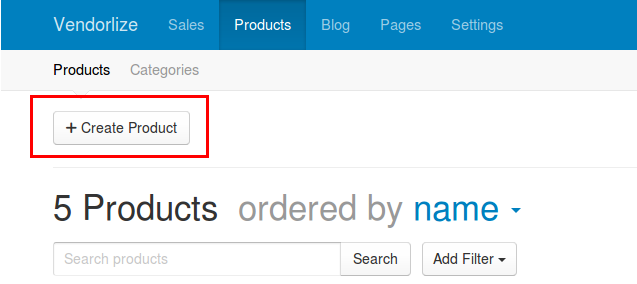 Vendorlize Sales Products Blog Pages Settings
Products Categories
+ Create Product
5 Products ordered by name
Search products Search Add Filter